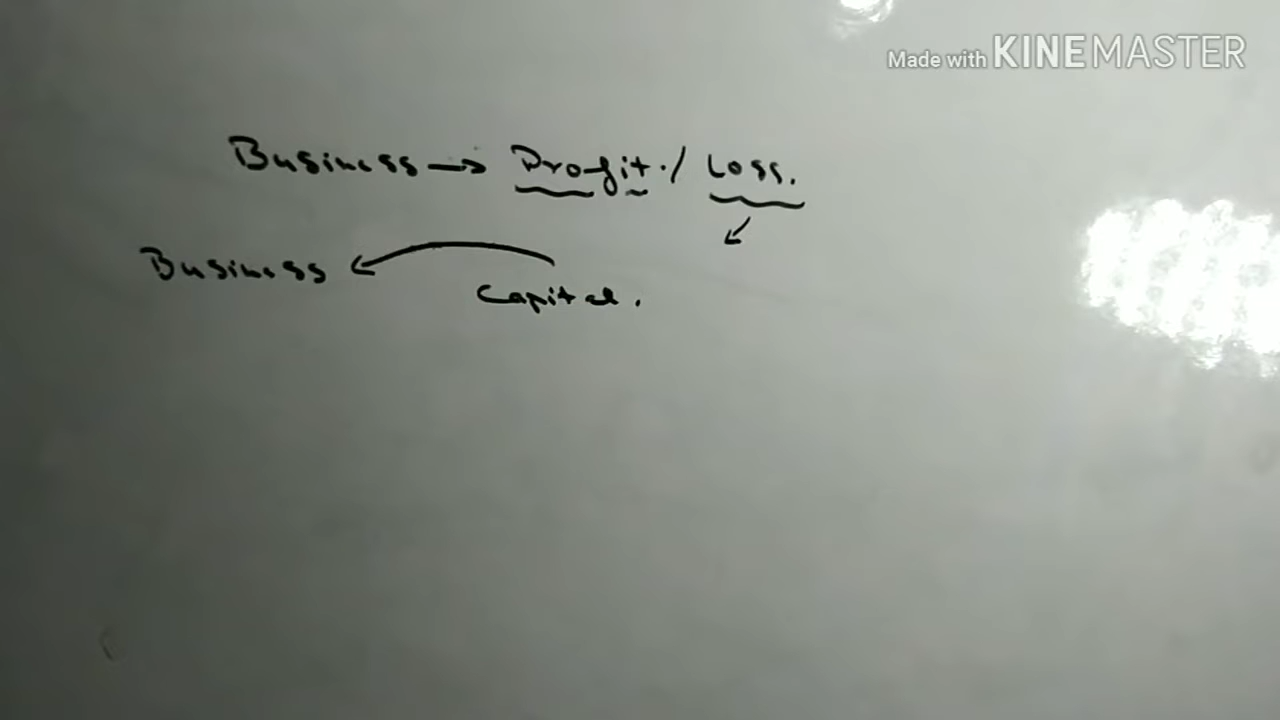 Made with KINEMASTER
Business → Profit./ Loss.
Business ← Capital.